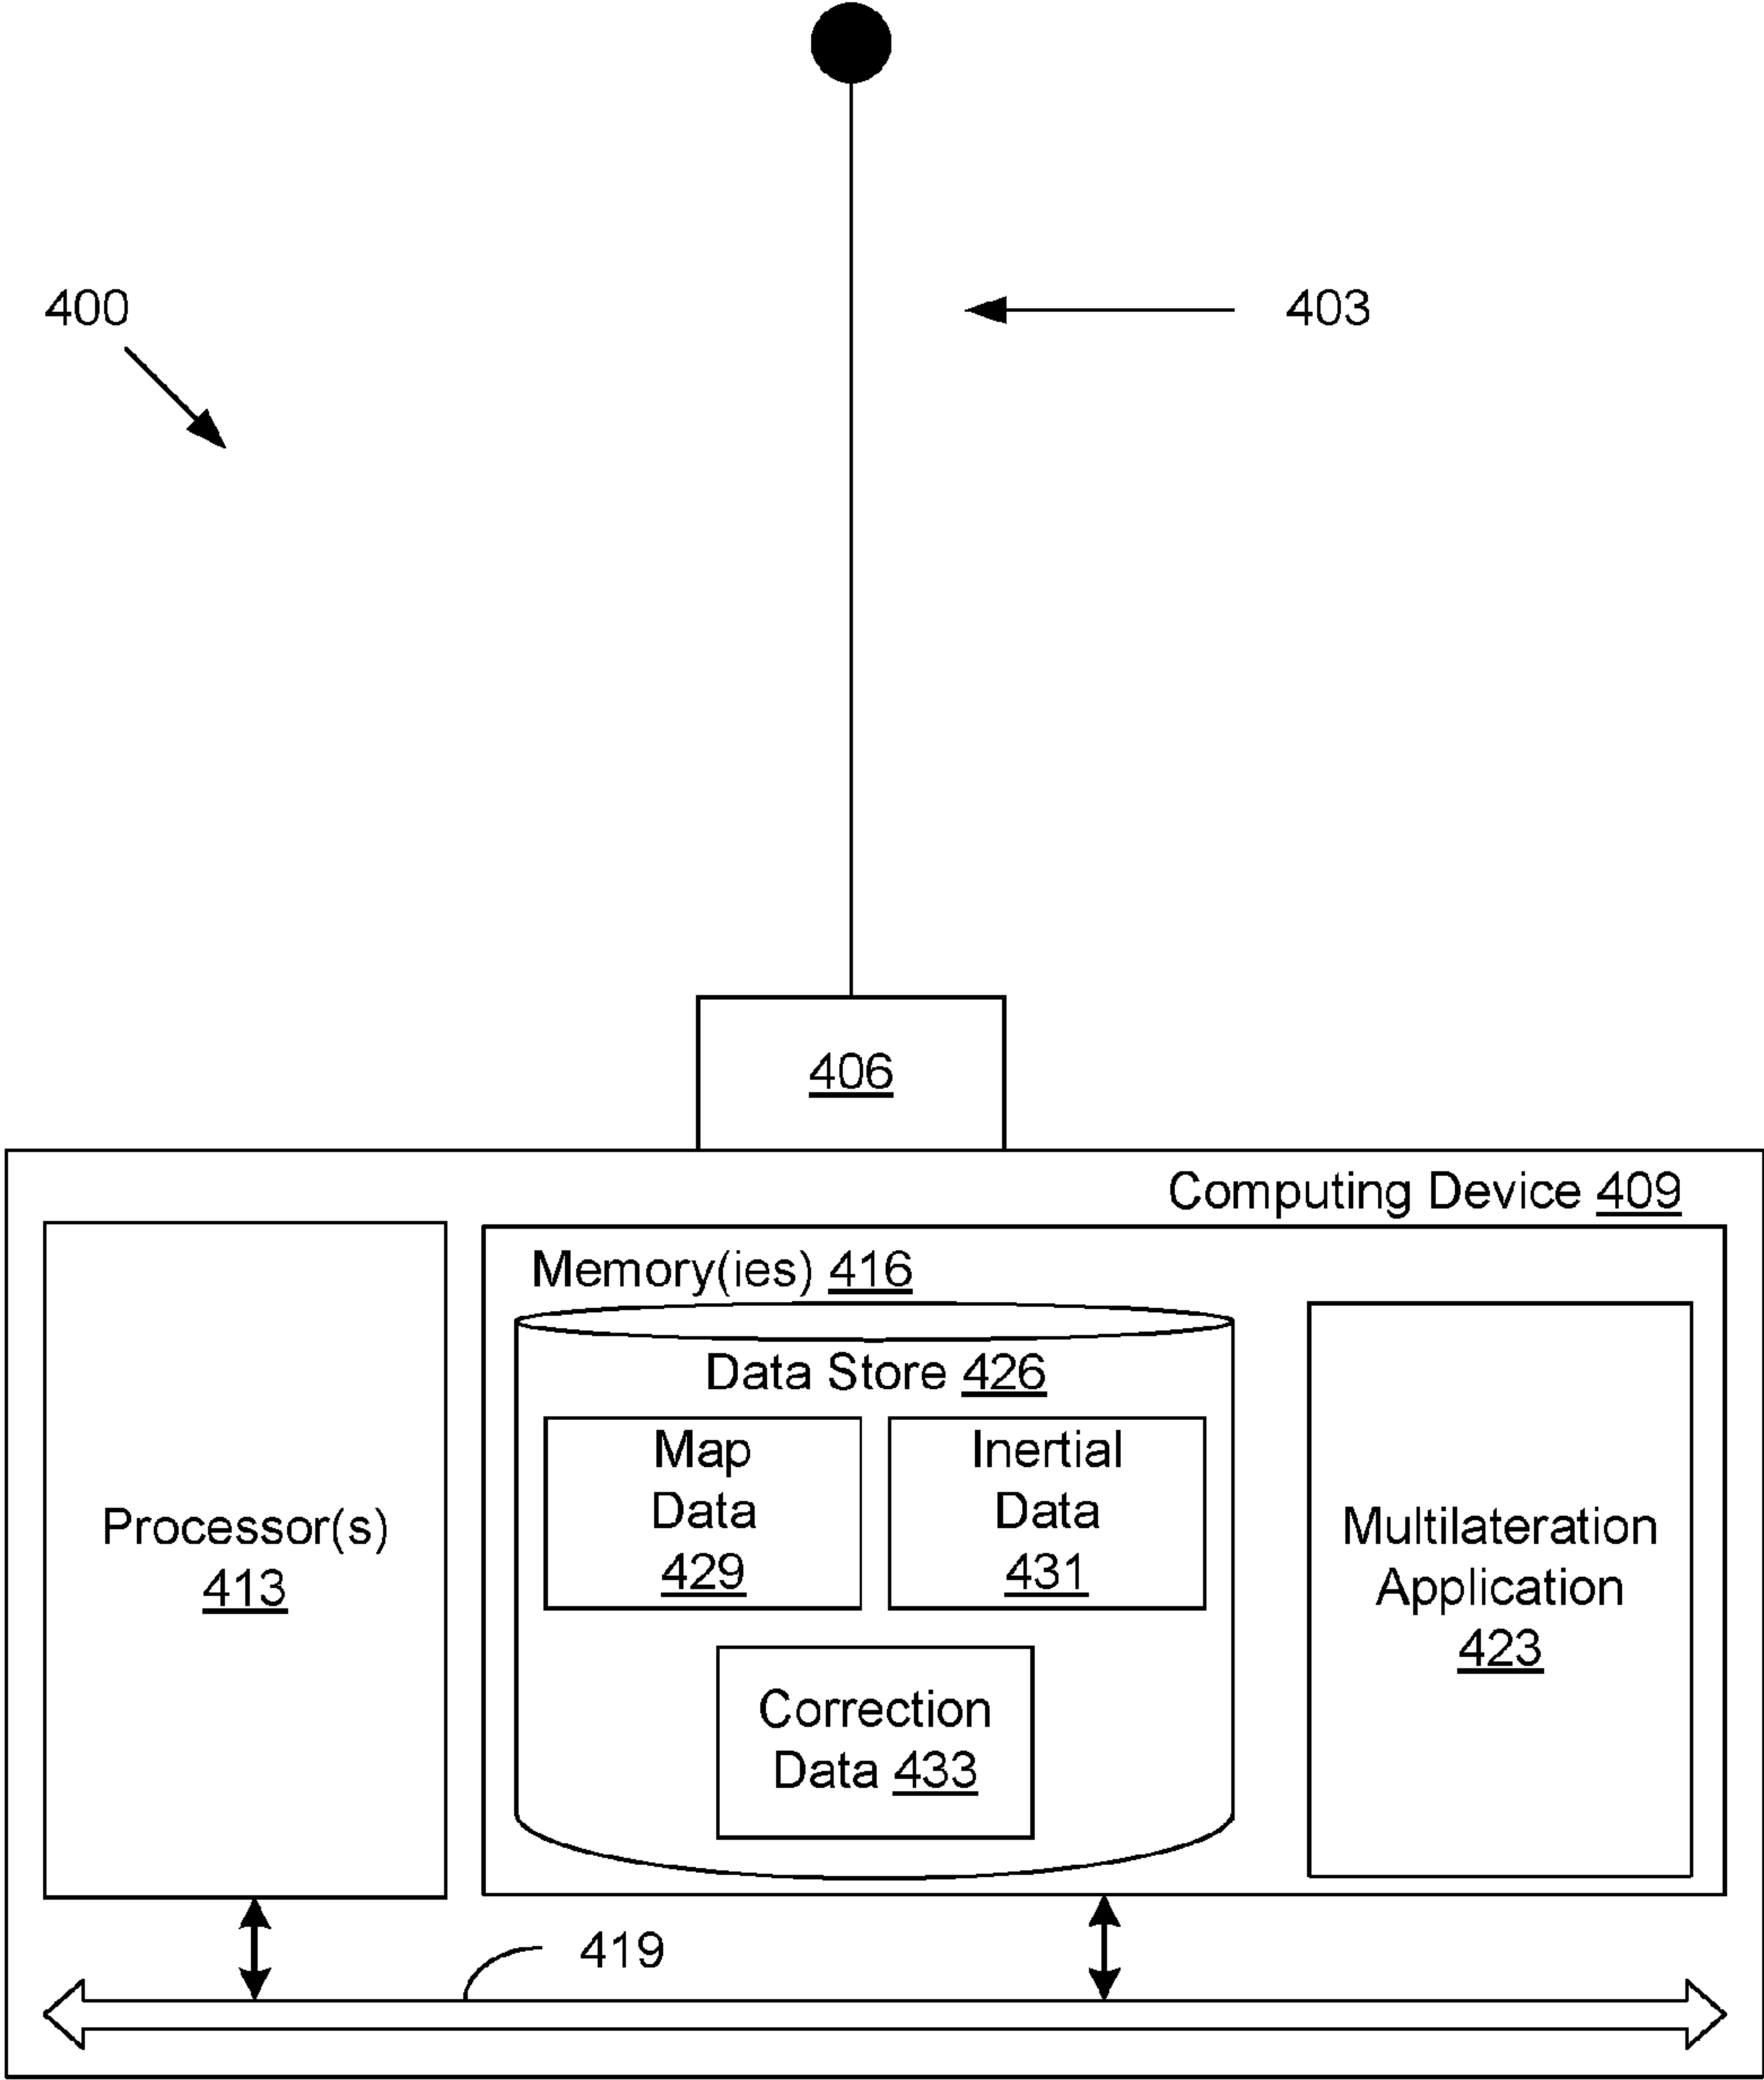 400
403
406
Computing Device 409
Memory(ies) 416
Data Store 426
Map
Data
429
Inertial
Data
431
Correction
Data 433
Processor(s)
413
Multilateration
Application
423
419